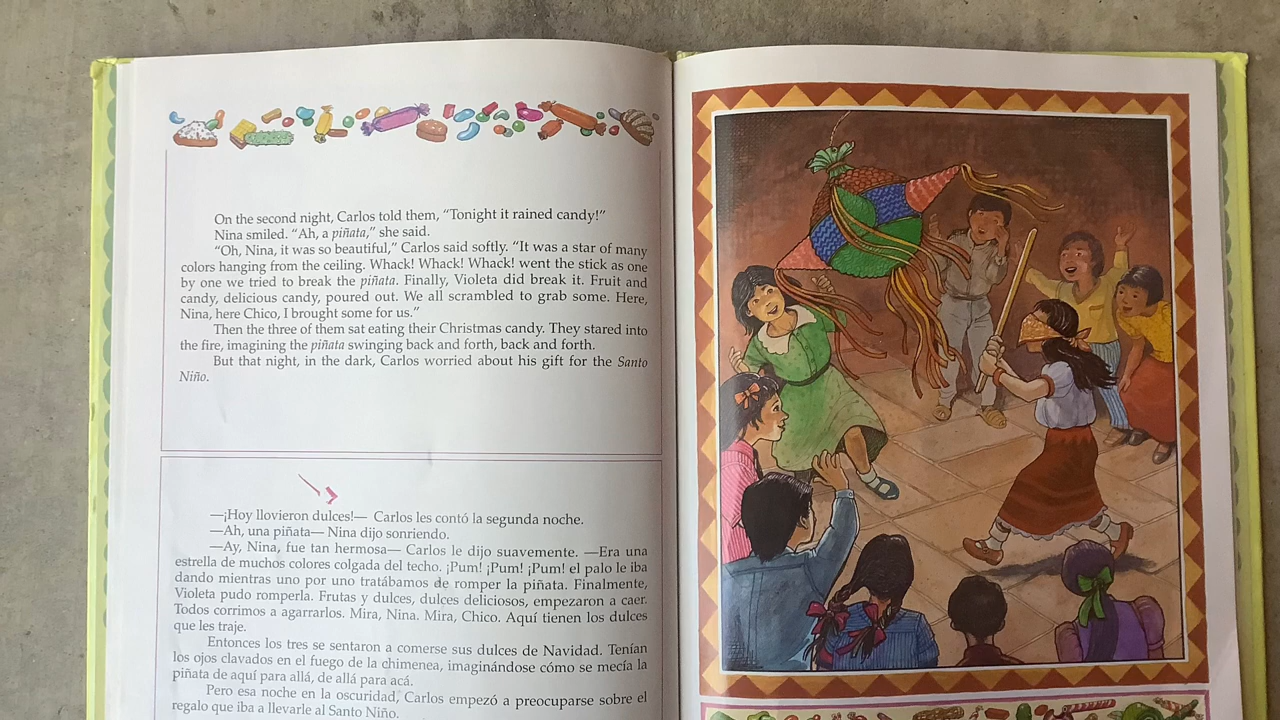 On the second night, Carlos told them, “Tonight it rained candy!”
Nina smiled. “Ah, a piñata,” she said.
“Oh, Nina, it was so beautiful,” Carlos said softly. “It was a star of many
colors hanging from the ceiling. Whack! Whack! Whack! went the stick as one
by one we tried to break the piñata. Finally, Violeta did break it. Fruit and
candy, delicious candy, poured out. We all scrambled to grab some. Here,
Nina, here Chico, I brought some for us.”
Then the three of them sat eating their Christmas candy. They stared into
the fire, imagining the piñata swinging back and forth, back and forth.
But that night, in the dark, Carlos worried about his gift for the Santo
Niño.
—¡Hoy llovieron dulces!— Carlos les contó la segunda noche.
—Ah, una piñata— Nina dijo sonriendo.
—Ay, Nina, fue tan hermosa— Carlos le dijo suavemente. —Era una
estrella de muchos colores colgada del techo. ¡Pum! ¡Pum! ¡Pum! el palo le iba
dando mientras uno por uno tratábamos de romper la piñata. Finalmente,
Violeta pudo romperla. Frutas y dulces, dulces deliciosos, empezaron a caer.
Todos corrimos a agarrarlos. Mira, Nina. Mira, Chico. Aquí tienen los dulces
que les traje.
Entonces los tres se sentaron a comerse sus dulces de Navidad. Tenían
los ojos clavados en el fuego de la chimenea, imaginándose cómo se mecía la
piñata de aquí para allá, de allá para acá.
Pero esa noche en la oscuridad, Carlos empezó a preocuparse sobre el
regalo que iba a llevarle al Santo Niño.